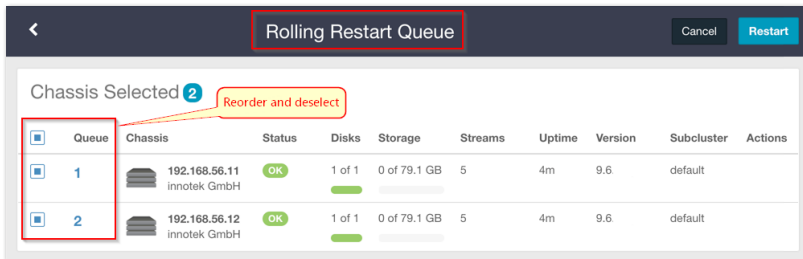 Rolling Restart Queue
Cancel
Restart
Chassis Selected 2
Reorder and deselect
Queue Chassis Status Disks Storage Streams Uptime Version Subcluster Actions
1 192.168.56.11 OK 1 of 1 0 of 79.1 GB 5 4m 9.6 default
innotek GmbH
2 192.168.56.12 OK 1 of 1 0 of 79.1 GB 5 4m 9.6 default
innotek GmbH